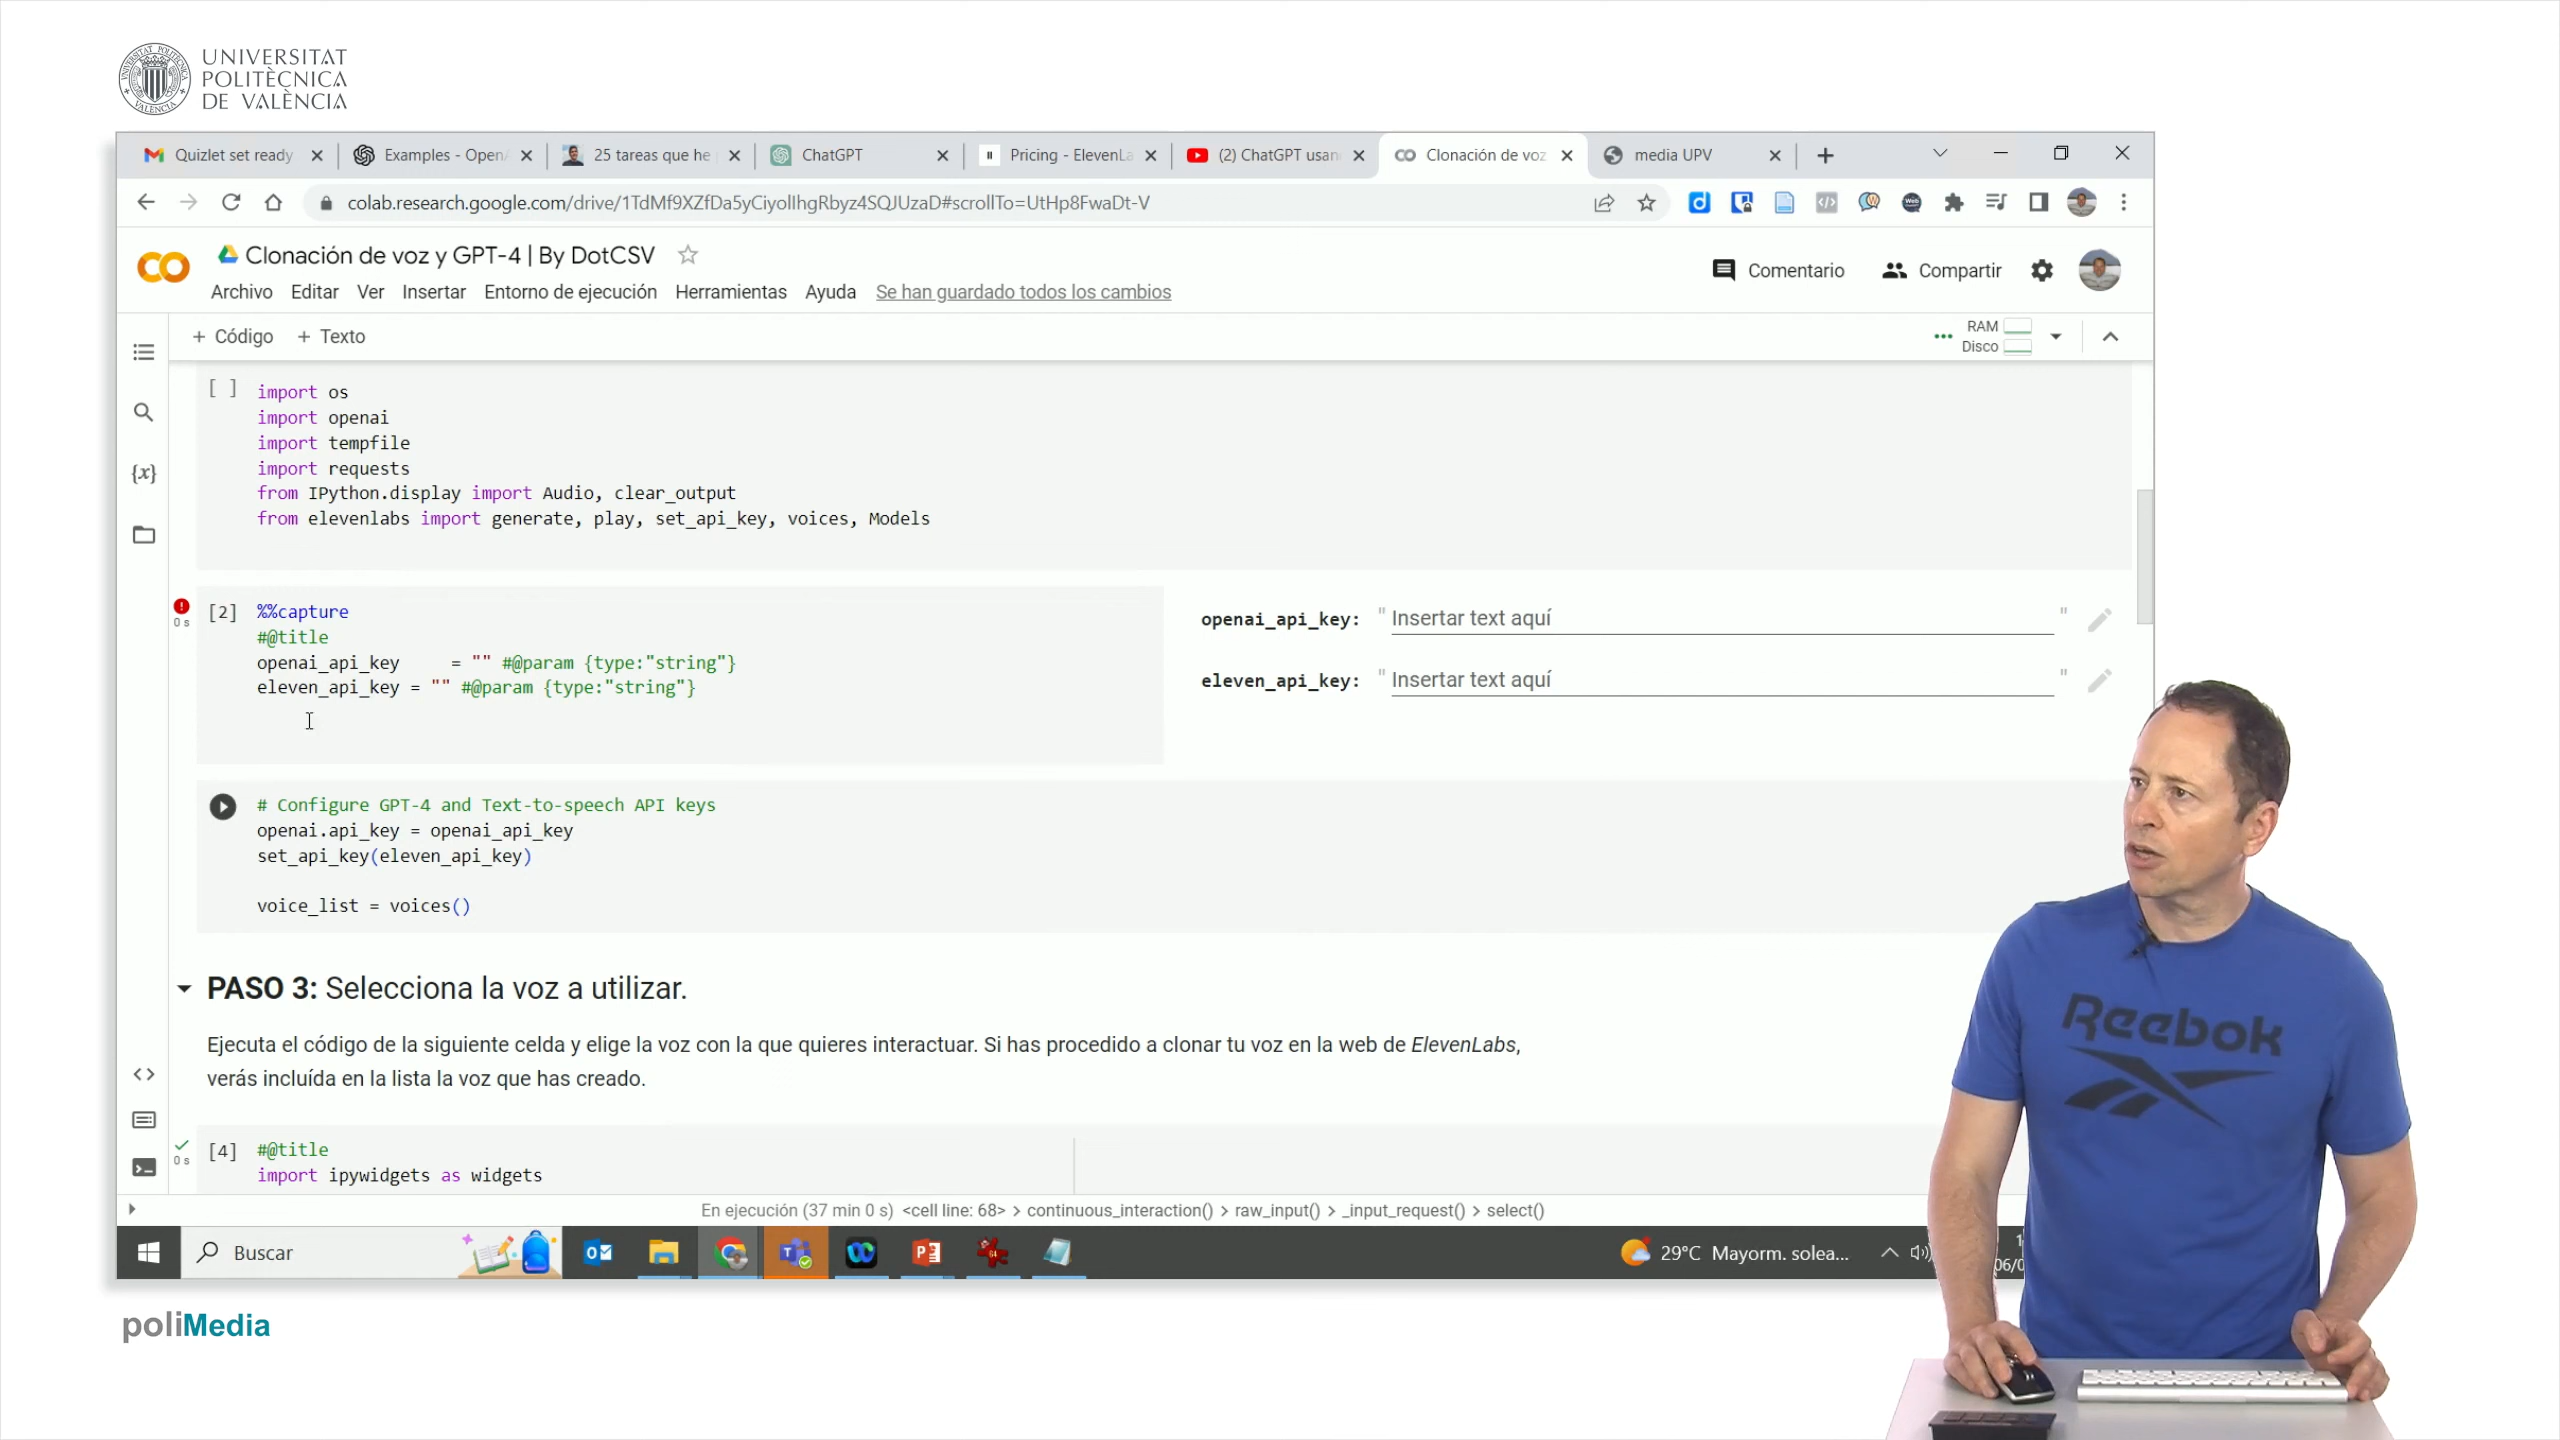 UNIVERSITAT
POLITÈCNICA
DE VALÈNCIA
Quizlet set ready
Examples - OpenA
25 tareas que he
ChatGPT
Pricing - ElevenLa
(2) ChatGPT usan
Clonación de voz
media UPV
colab.research.google.com/drive/1TdMf9XZfDa5yCiyolIhgRbyz4SQJUzaD#scrollTo=UtHp8FwaDt-V
Clonación de voz y GPT-4 | By DotCSV
Comentario
Compartir
Archivo Editar Ver Insertar Entorno de ejecución Herramientas Ayuda Se han guardado todos los cambios
+ Código + Texto
RAM
Disco
[ ] import os
import openai
import tempfile
import requests
from IPython.display import Audio, clear_output
from elevenlabs import generate, play, set_api_key, voices, Models
0 s
[2] %%capture
#@title
openai_api_key = "" #@param {type:"string"}
eleven_api_key = "" #@param {type:"string"}
openai_api_key: " Insertar text aquí "
eleven_api_key: " Insertar text aquí "
# Configure GPT-4 and Text-to-speech API keys
openai.api_key = openai_api_key
set_api_key(eleven_api_key)
voice_list = voices()
PASO 3: Selecciona la voz a utilizar.
Ejecuta el código de la siguiente celda y elige la voz con la que quieres interactuar. Si has procedido a clonar tu voz en la web de ElevenLabs,
verás incluída en la lista la voz que has creado.
0 s
[4] #@title
import ipywidgets as widgets
En ejecución (37 min 0 s) <cell line: 68> > continuous_interaction() > raw_input() > _input_request() > select()
Buscar
29°C Mayorm. solea...
06/0
Reebok
poliMedia